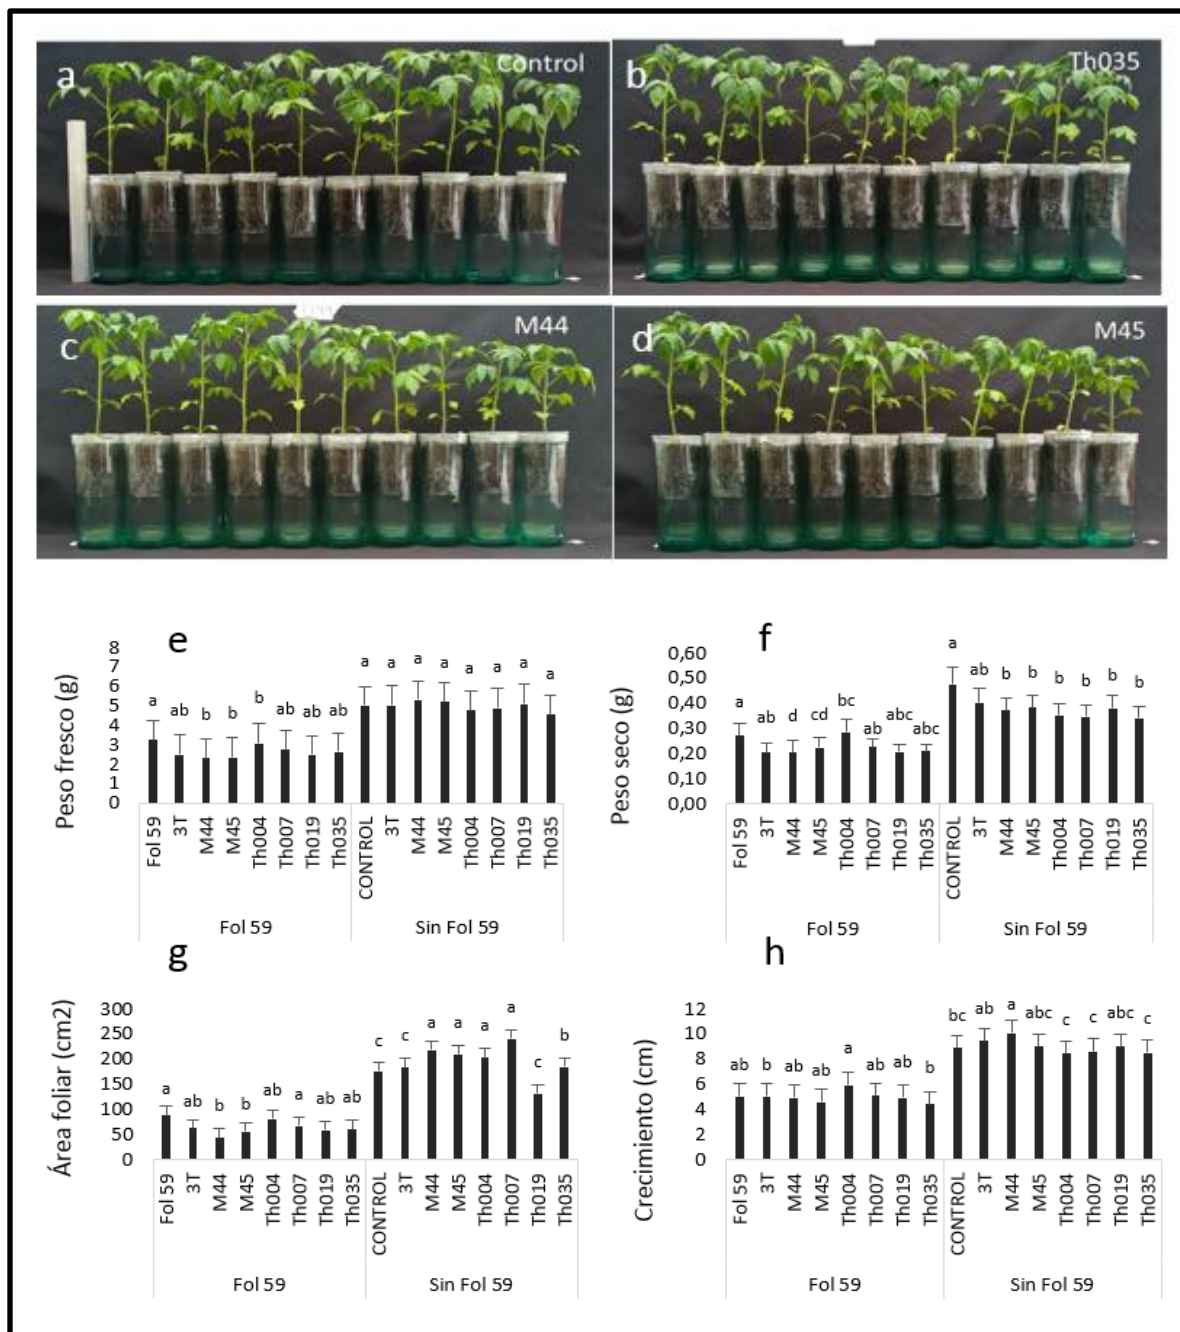 a Control
b Th035
c M44
d M45
e
Peso fresco (g)
8
7
6
5
4
3
2
1
0
a ab b b b ab ab ab a a a a a a a a
Fol 59 3T M44 M45 Th004 Th007 Th019 Th035 CONTROL 3T M44 M45 Th004 Th007 Th019 Th035
Fol 59 Sin Fol 59
f
Peso seco (g)
0,60
0,50
0,40
0,30
0,20
0,10
0,00
a ab d cd bc ab abc abc a ab b b b b b b
Fol 59 3T M44 M45 Th004 Th007 Th019 Th035 CONTROL 3T M44 M45 Th004 Th007 Th019 Th035
Fol 59 Sin Fol 59
g
Área foliar (cm2)
300
250
200
150
100
50
0
a ab b b ab a ab ab c c a a a a c b
Fol 59 3T M44 M45 Th004 Th007 Th019 Th035 CONTROL 3T M44 M45 Th004 Th007 Th019 Th035
Fol 59 Sin Fol 59
h
Crecimiento (cm)
12
10
8
6
4
2
0
ab b ab ab a ab ab b bc ab a abc c c abc c
Fol 59 3T M44 M45 Th004 Th007 Th019 Th035 CONTROL 3T M44 M45 Th004 Th007 Th019 Th035
Fol 59 Sin Fol 59